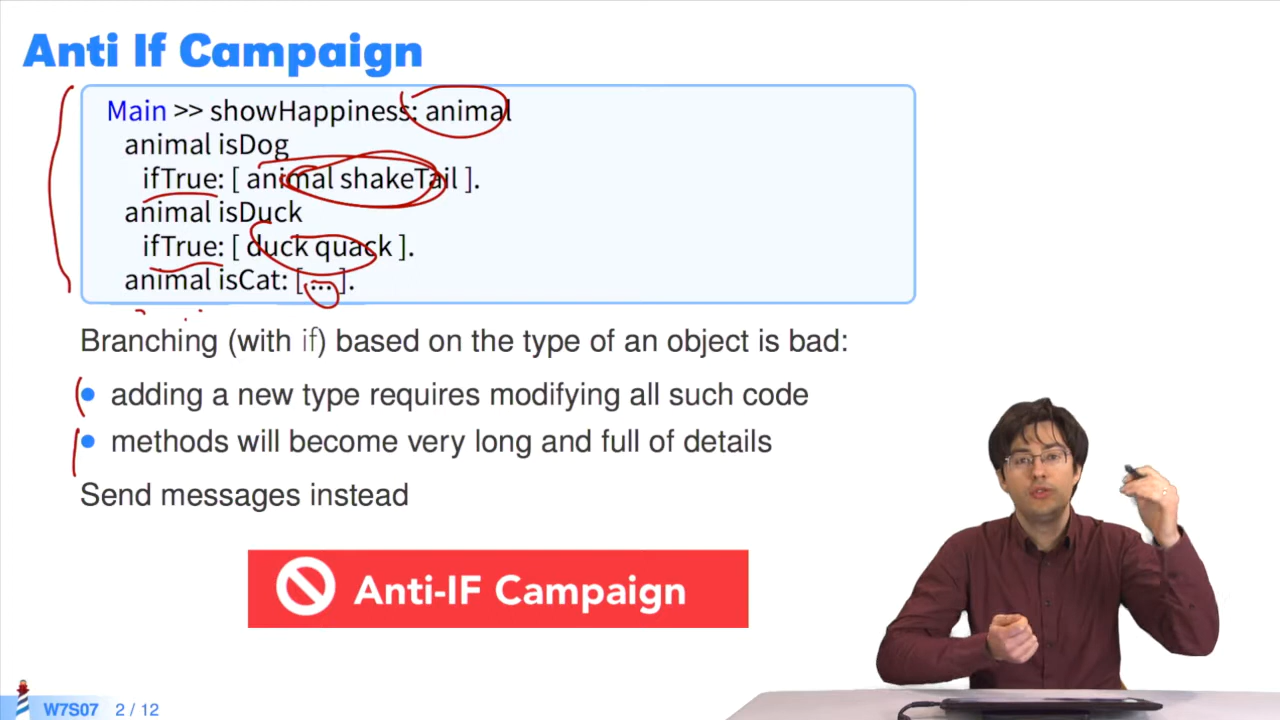 Anti If Campaign
Main >> showHappiness: animal
animal isDog
ifTrue: [ animal shakeTail ].
animal isDuck
ifTrue: [ duck quack ].
animal isCat: [ ... ].
Branching (with if) based on the type of an object is bad:
• adding a new type requires modifying all such code
• methods will become very long and full of details
Send messages instead
Anti-IF Campaign
W7S07 2 / 12